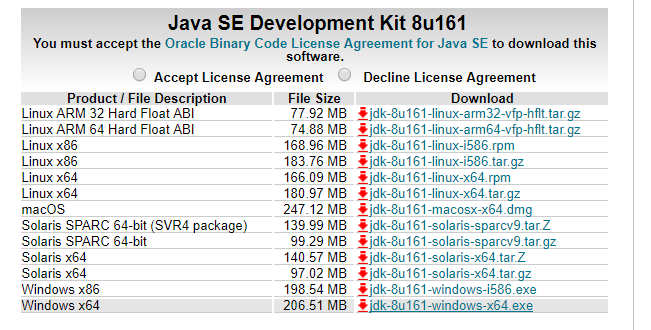 Java SE Development Kit 8u161
You must accept the Oracle Binary Code License Agreement for Java SE to download this
software.
Accept License Agreement Decline License Agreement
Product / File Description File Size Download
Linux ARM 32 Hard Float ABI 77.92 MB jdk-8u161-linux-arm32-vfp-hflt.tar.gz
Linux ARM 64 Hard Float ABI 74.88 MB jdk-8u161-linux-arm64-vfp-hflt.tar.gz
Linux x86 168.96 MB jdk-8u161-linux-i586.rpm
Linux x86 183.76 MB jdk-8u161-linux-i586.tar.gz
Linux x64 166.09 MB jdk-8u161-linux-x64.rpm
Linux x64 180.97 MB jdk-8u161-linux-x64.tar.gz
macOS 247.12 MB jdk-8u161-macosx-x64.dmg
Solaris SPARC 64-bit (SVR4 package) 139.99 MB jdk-8u161-solaris-sparcv9.tar.Z
Solaris SPARC 64-bit 99.29 MB jdk-8u161-solaris-sparcv9.tar.gz
Solaris x64 140.57 MB jdk-8u161-solaris-x64.tar.Z
Solaris x64 97.02 MB jdk-8u161-solaris-x64.tar.gz
Windows x86 198.54 MB jdk-8u161-windows-i586.exe
Windows x64 206.51 MB jdk-8u161-windows-x64.exe